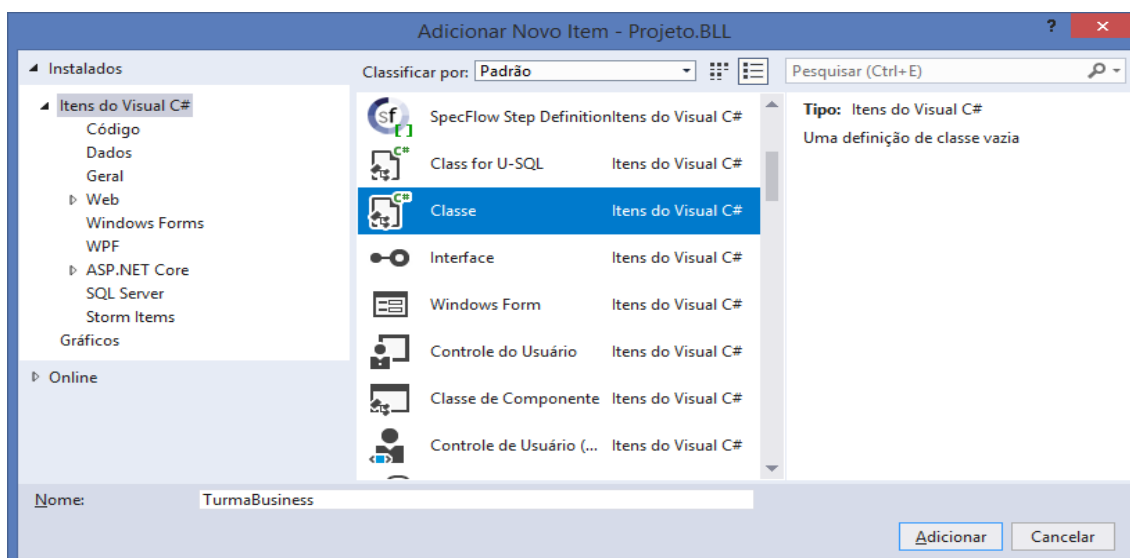 Adicionar Novo Item - Projeto.BLL
?
Instalados
Itens do Visual C#
Código
Dados
Geral
Web
Windows Forms
WPF
ASP.NET Core
SQL Server
Storm Items
Gráficos
Online
Classificar por: Padrão
SpecFlow Step Definition Itens do Visual C#
Class for U-SQL Itens do Visual C#
Classe Itens do Visual C#
Interface Itens do Visual C#
Windows Form Itens do Visual C#
Controle do Usuário Itens do Visual C#
Classe de Componente Itens do Visual C#
Controle de Usuário (... Itens do Visual C#
Pesquisar (Ctrl+E)
Tipo: Itens do Visual C#
Uma definição de classe vazia
Nome: TurmaBusiness
Adicionar Cancelar